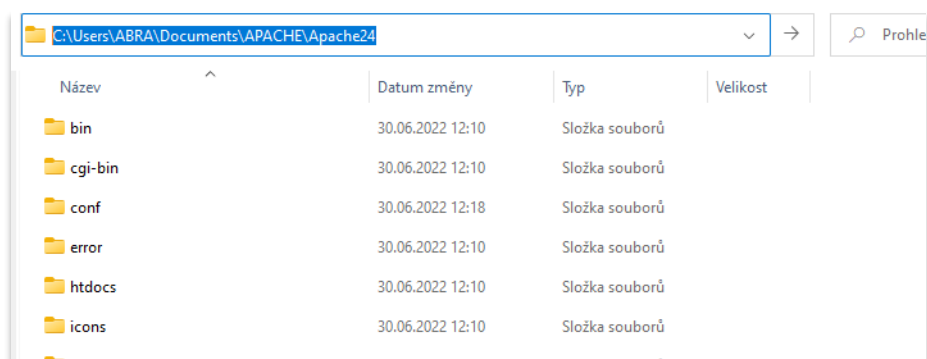 C:\Users\ABRA\Documents\APACHE\Apache24 Prohle
Název Datum změny Typ Velikost
bin 30.06.2022 12:10 Složka souborů
cgi-bin 30.06.2022 12:10 Složka souborů
conf 30.06.2022 12:18 Složka souborů
error 30.06.2022 12:10 Složka souborů
htdocs 30.06.2022 12:10 Složka souborů
icons 30.06.2022 12:10 Složka souborů